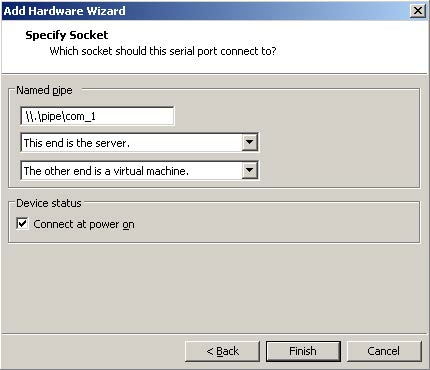 Add Hardware Wizard
Specify Socket
Which socket should this serial port connect to?
Named pipe
\\.\pipe\com_1
This end is the server.
The other end is a virtual machine.
Device status
Connect at power on
< Back
Finish
Cancel